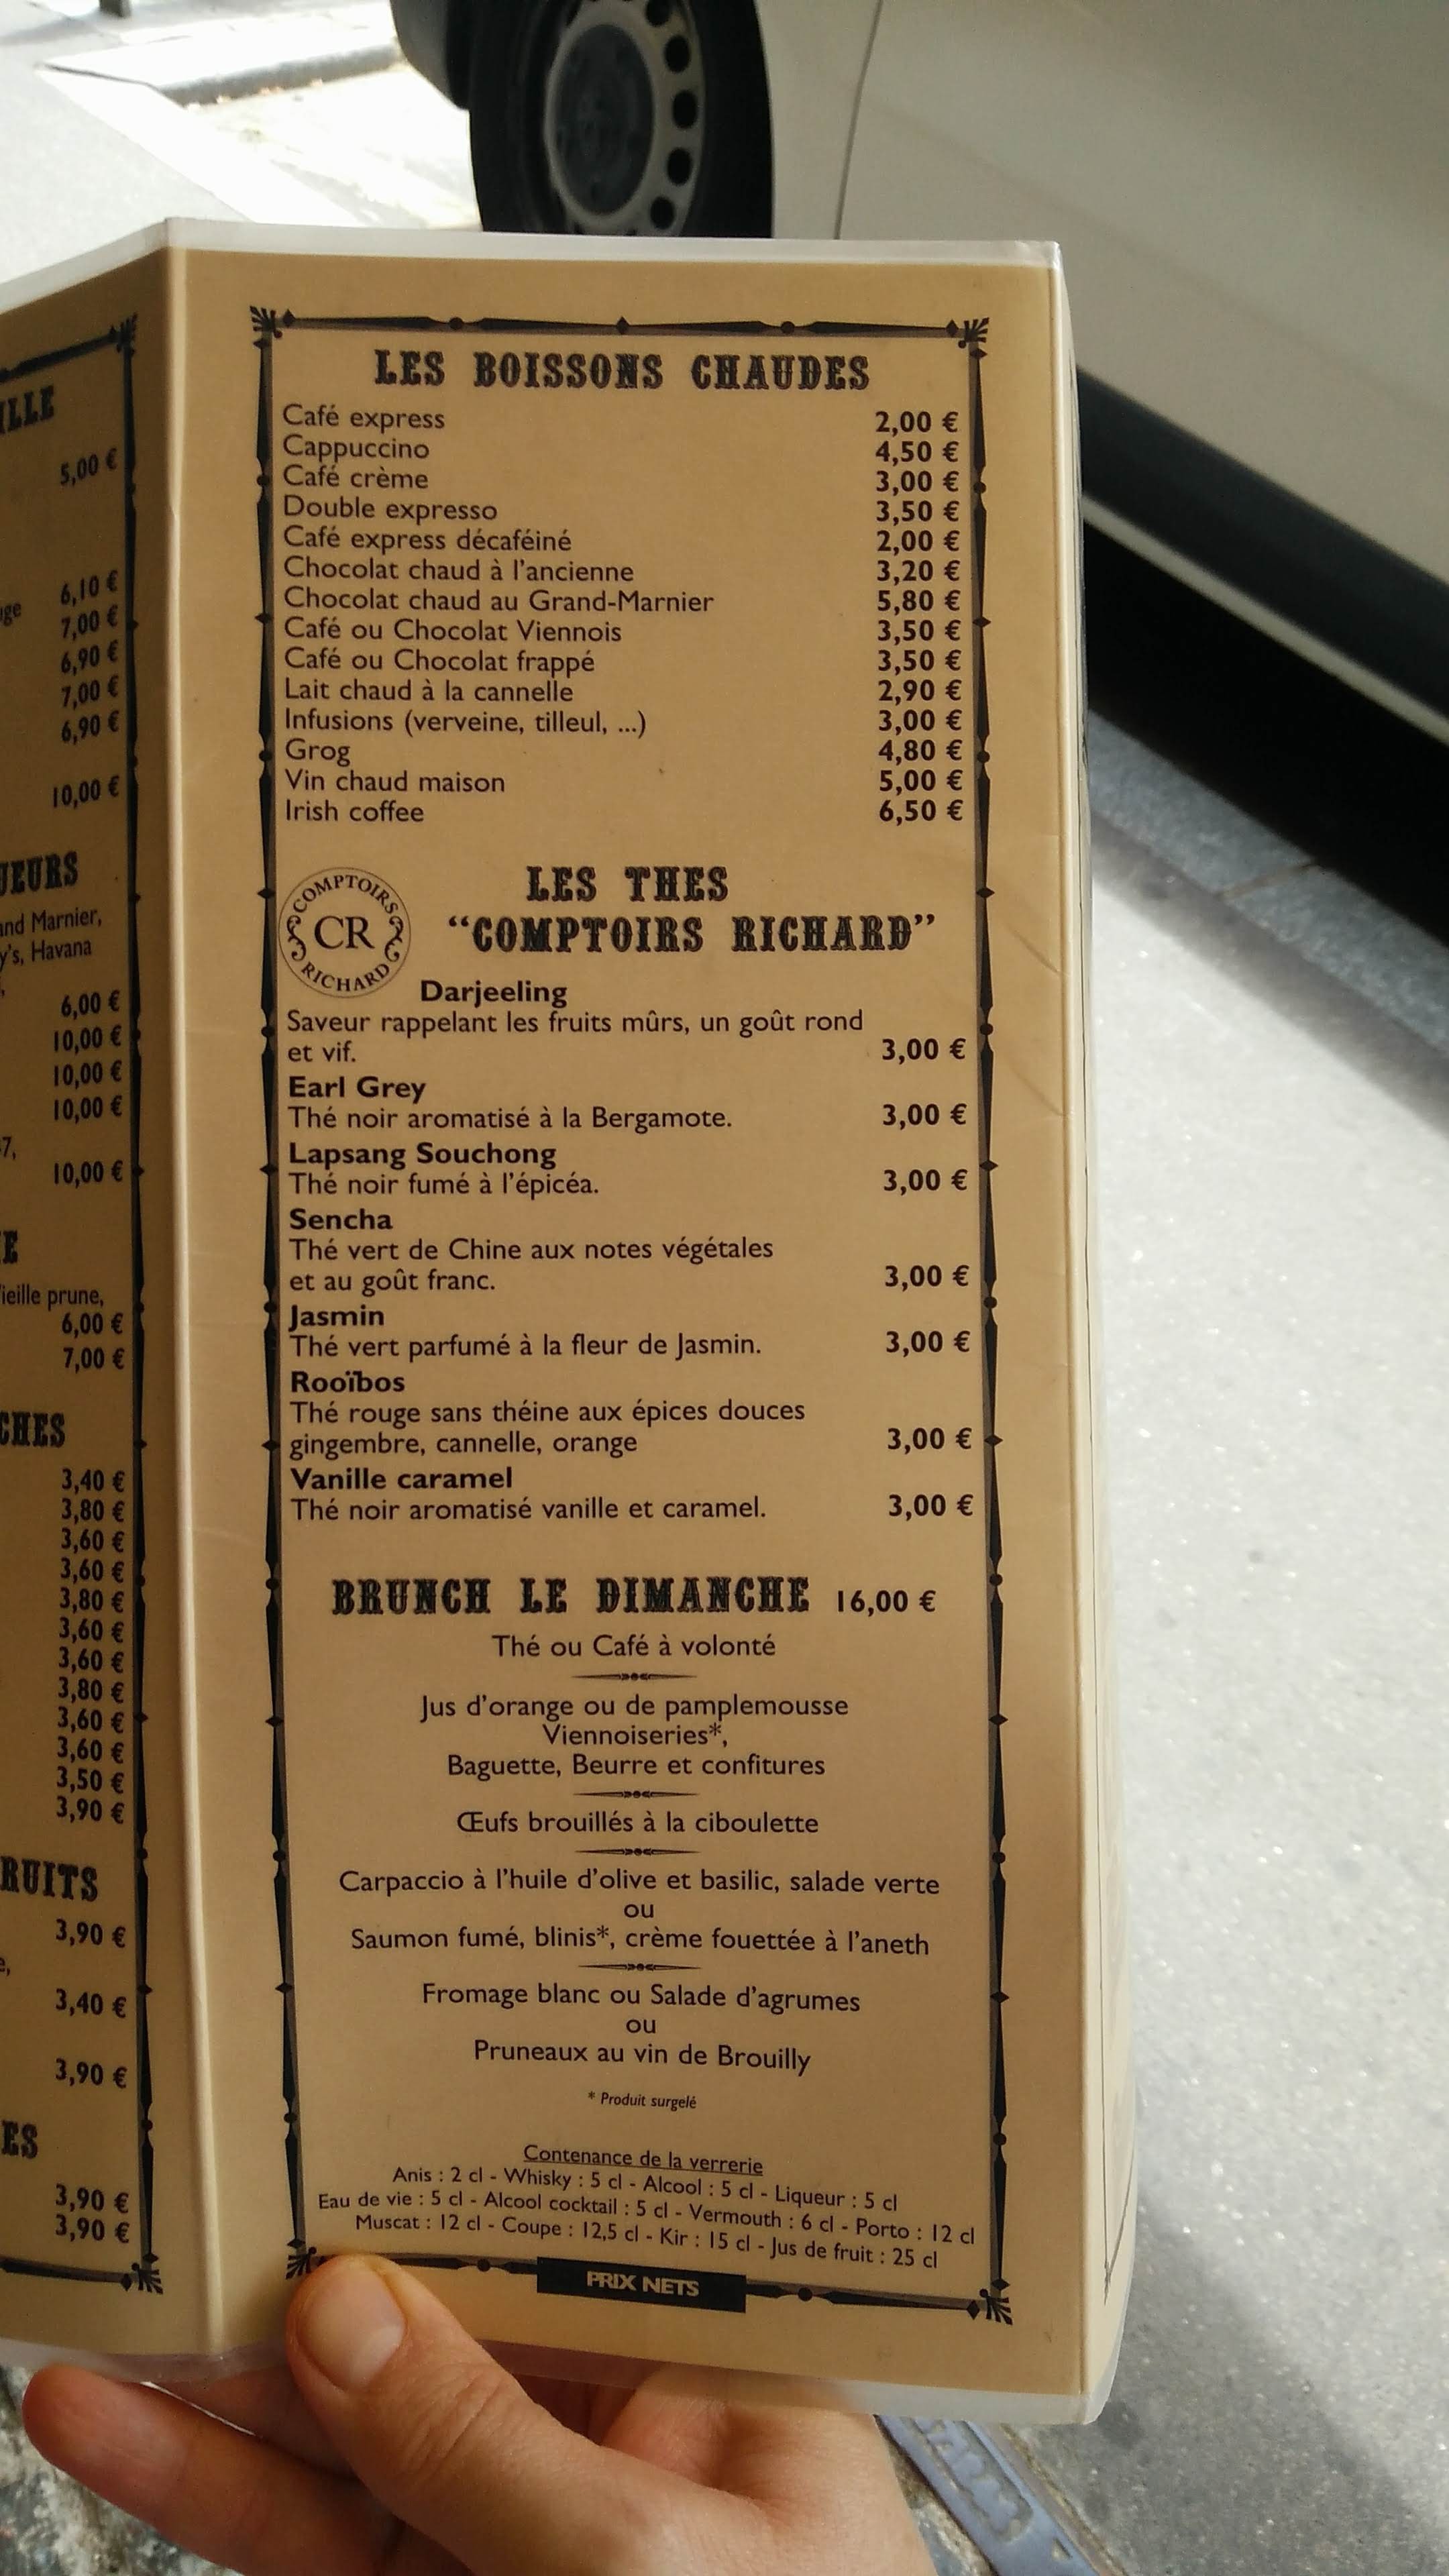 ILLE
5,00 €
6,10 €
7,00 €
6,90 €
7,00 €
6,90 €
10,00 €
Marnier,
Havana
6,00 €
10,00 €
10,00 €
10,00 €
10,00 €
prune,
6,00 €
7,00 €
3,40 €
3,80 €
3,60 €
3,60 €
3,80 €
3,60 €
3,60 €
3,80 €
3,60 €
3,60 €
3,50 €
3,90 €
3,90 €
3,40 €
3,90 €
3,90 €
3,90 €
LES BOISSONS CHAUDES
Café express 2,00 €
Cappuccino 4,50 €
Café crème 3,00 €
Double expresso 3,50 €
Café express décaféiné 2,00 €
Chocolat chaud à l'ancienne 3,20 €
Chocolat chaud au Grand-Marnier 5,80 €
Café ou Chocolat Viennois 3,50 €
Café ou Chocolat frappé 3,50 €
Lait chaud à la cannelle 2,90 €
Infusions (verveine, tilleul, ...) 3,00 €
Grog 4,80 €
Vin chaud maison 5,00 €
Irish coffee 6,50 €
COMPTOIRS
CR
RICHARD
LES THES
"COMPTOIRS RICHARD"
Darjeeling
Saveur rappelant les fruits mûrs, un goût rond
et vif. 3,00 €
Earl Grey
Thé noir aromatisé à la Bergamote. 3,00 €
Lapsang Souchong
Thé noir fumé à l'épicéa. 3,00 €
Sencha
Thé vert de Chine aux notes végétales
et au goût franc. 3,00 €
Jasmin
Thé vert parfumé à la fleur de Jasmin. 3,00 €
Rooïbos
Thé rouge sans théine aux épices douces
gingembre, cannelle, orange 3,00 €
Vanille caramel
Thé noir aromatisé vanille et caramel. 3,00 €
BRUNCH LE DIMANCHE 16,00 €
Thé ou Café à volonté
Jus d'orange ou de pamplemousse
Viennoiseries*,
Baguette, Beurre et confitures
Œufs brouillés à la ciboulette
Carpaccio à l'huile d'olive et basilic, salade verte
ou
Saumon fumé, blinis*, crème fouettée à l'aneth
Fromage blanc ou Salade d'agrumes
ou
Pruneaux au vin de Brouilly
* Produit surgelé
Contenance de la verrerie
Anis : 2 cl - Whisky : 5 cl - Alcool : 5 cl - Liqueur : 5 cl
Eau de vie : 5 cl - Alcool cocktail : 5 cl - Vermouth : 6 cl - Porto : 12 cl
Muscat : 12 cl - Coupe : 12,5 cl - Kir : 15 cl - Jus de fruit : 25 cl
PRIX NETS